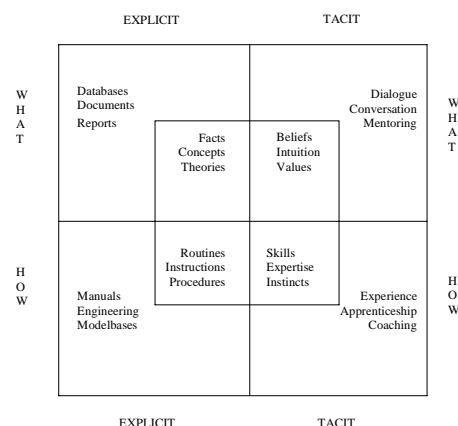 EXPLICIT TACIT
W
H
A
T
Databases
Documents
Reports
Dialogue
Conversation
Mentoring
W
H
A
T
Facts
Concepts
Theories
Beliefs
Intuition
Values
H
O
W
Routines
Instructions
Procedures
Skills
Expertise
Instincts
Manuals
Engineering
Modelbases
Experience
Apprenticeship
Coaching
H
O
W
EXPLICIT TACIT